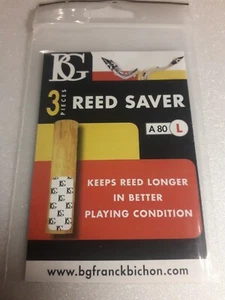 BG
3 PIECES REED SAVER
A 80 L
KEEPS REED LONGER
IN BETTER
PLAYING CONDITION
www.bgfranckbichon.com